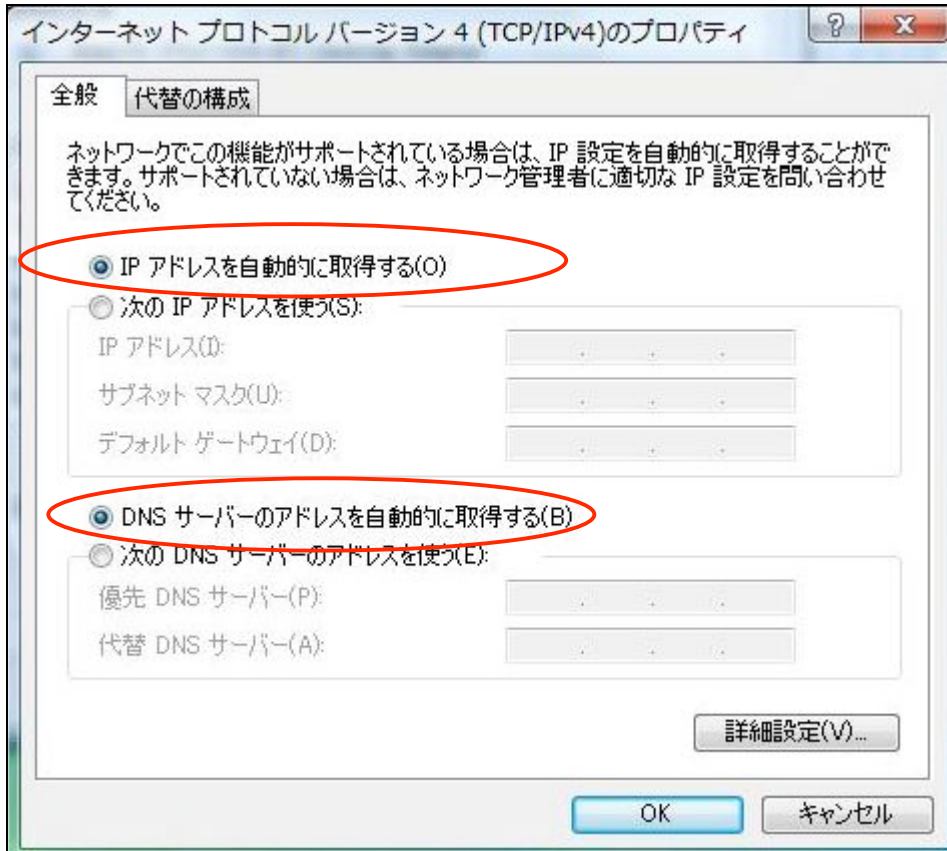 インターネット プロトコル バージョン 4 (TCP/IPv4)のプロパティ
全般
代替の構成
ネットワークでこの機能がサポートされている場合は、IP 設定を自動的に取得することがで
きます。サポートされていない場合は、ネットワーク管理者に適切な IP 設定を問い合わせ
てください。
IP アドレスを自動的に取得する(O)
次の IP アドレスを使う(S):
IP アドレス(I):
サブネット マスク(U):
デフォルト ゲートウェイ(D):
DNS サーバーのアドレスを自動的に取得する(B)
次の DNS サーバーのアドレスを使う(E):
優先 DNS サーバー(P):
代替 DNS サーバー(A):
詳細設定(V)...
OK
キャンセル